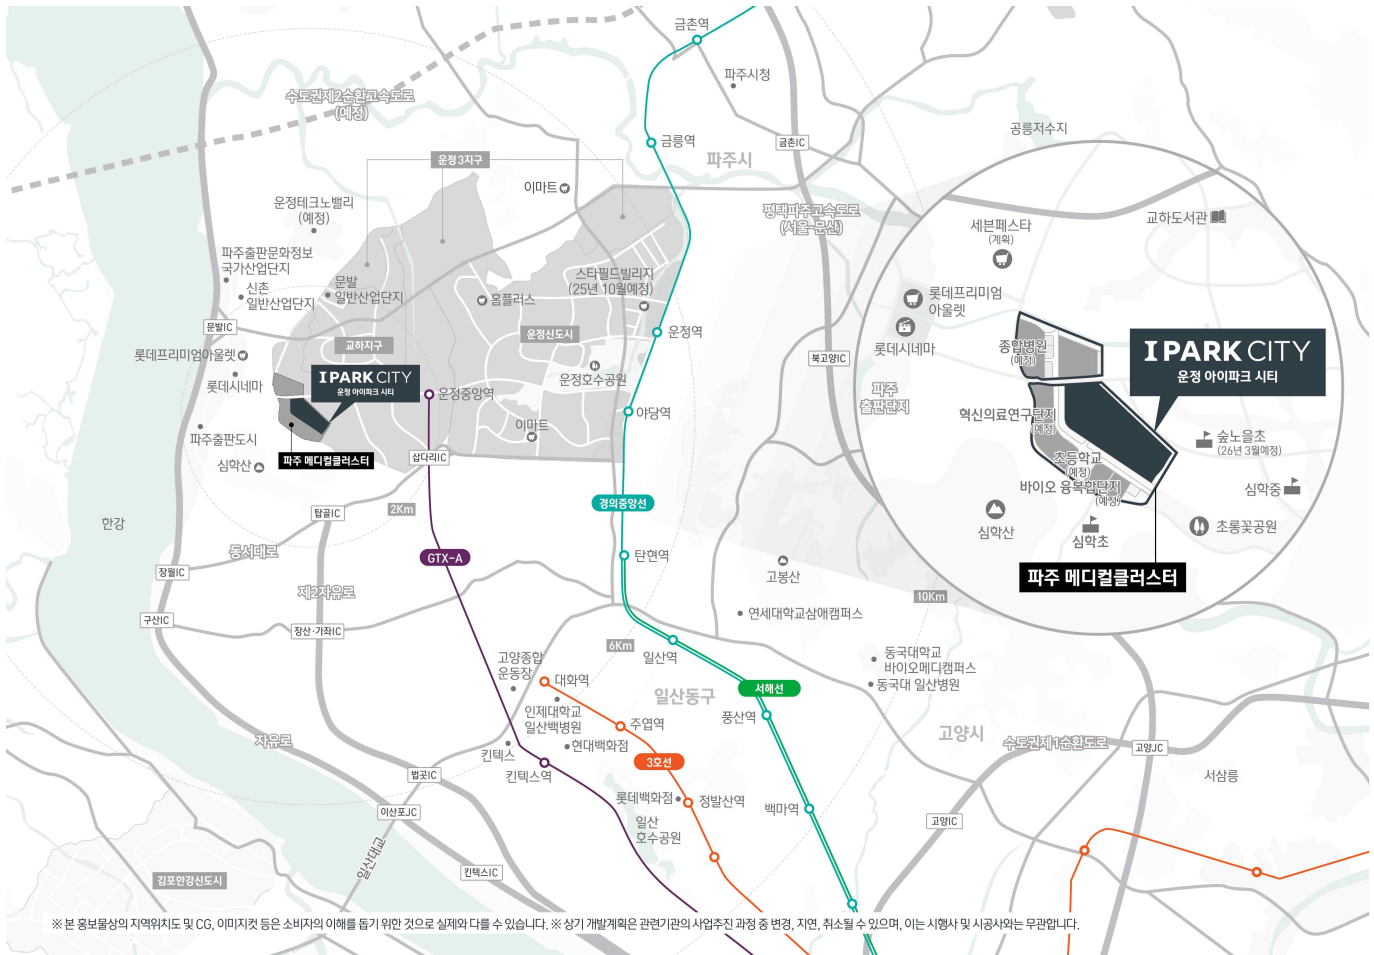 금촌역
파주시청
수도권제2순환고속도로
(예정)
금릉역
금촌IC
공릉저수지
파주시
운정3지구
이마트
운정테크노밸리
(예정)
평택파주고속도로
(서울-문산)
교하도서관
세븐페스타
(계획)
파주출판문화정보
국가산업단지
신촌
일반산업단지
문발
일반산업단지
스타필드빌리지
(25년 10월예정)
홈플러스
롯데프리미엄
아울렛
문발IC
운정신도시
운정역
롯데시네마
교하지구
롯데프리미엄아울렛
롯데시네마
북고양IC
종합병원
(예정)
I PARK CITY
운정 아이파크 시티
I PARK CITY
운정 아이파크 시티
운정호수공원
운정중앙역
파주
출판단지
야당역
혁신의료연구단지
(예정)
이마트
파주출판도시
숲노을초
(26년 3월예정)
심학산
파주 메디컬클러스터
삽다리IC
초등학교
(예정)
바이오 융복합단지
(예정)
심학중
2Km
경의중앙선
탑골IC
한강
심학산
심학초
초롱꽃공원
동서대로
GTX-A
탄현역
장월IC
고봉산
파주 메디컬클러스터
제2자유로
10Km
구산IC
장산·가좌IC
연세대학교삼애캠퍼스
6Km
일산역
고양종합
운동장
대화역
동국대학교
바이오메디캠퍼스
동국대 일산병원
서해선
일산동구
인제대학교
일산백병원
주엽역
풍산역
고양시
자유로
킨텍스
현대백화점
수도권제1순환도로
고양JC
3호선
킨텍스역
법곳IC
서삼릉
롯데백화점
정발산역
백마역
이산포JC
일산
호수공원
고양IC
일산대교
킨텍스IC
김포한강신도시
※ 본 홍보물상의 지역위치도 및 CG, 이미지컷 등은 소비자의 이해를 돕기 위한 것으로 실제와 다를 수 있습니다. ※ 상기 개발계획은 관련기관의 사업추진 과정 중 변경, 지연, 취소될 수 있으며, 이는 시행사 및 시공사와는 무관합니다.